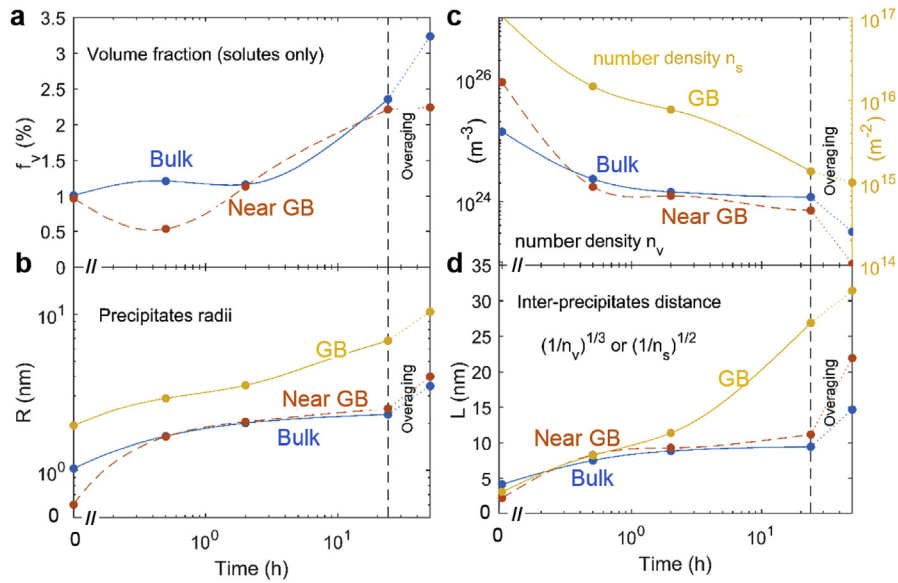 a
3.5
3
2.5
2
1.5
1
0.5
0
f_v (%)
Volume fraction (solutes only)
Bulk
Near GB
Overaging
//
b
10^1
10^0
0
R (nm)
Precipitates radii
GB
Near GB
Bulk
Overaging
//
0
10^0
10^1
Time (h)
c
10^26
10^24
(m^-3)
number density n_s
GB
Bulk
Near GB
number density n_v
Overaging
10^17
10^16
10^15
10^14
(m^-2)
//
d
35
30
25
20
15
10
5
0
L (nm)
Inter-precipitates distance
(1/n_v)^1/3 or (1/n_s)^1/2
GB
Near GB
Bulk
Overaging
//
0
10^0
10^1
Time (h)